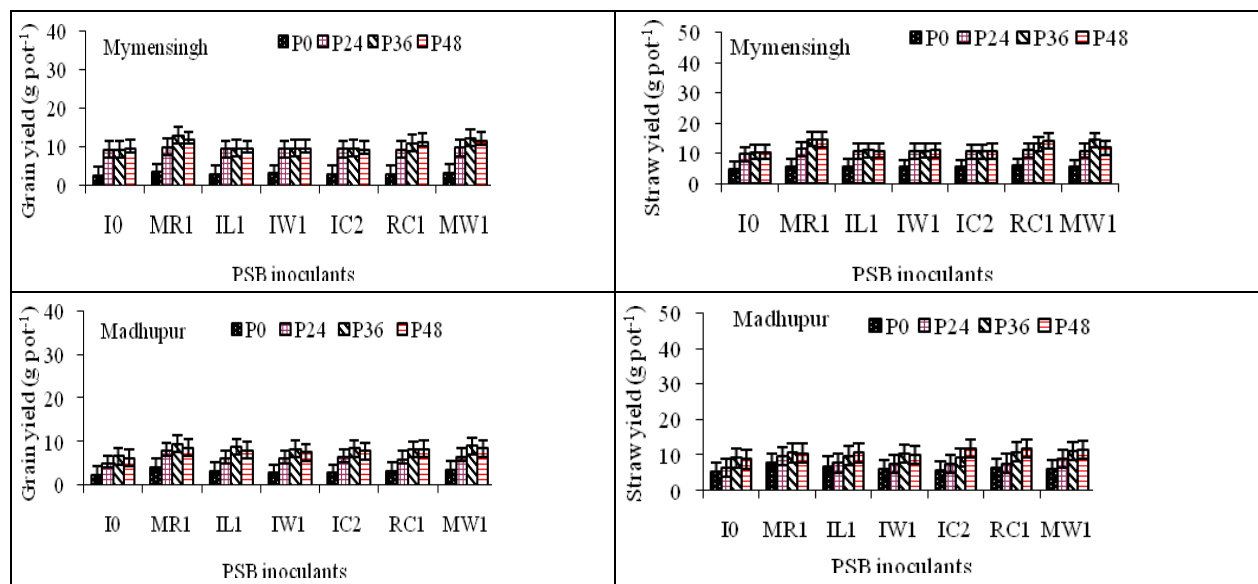 Mymensingh
P0 P24 P36 P48
Grain yield (g pot-1)
40
30
20
10
0
I0 MR1 IL1 IW1 IC2 RC1 MW1
PSB inoculants
Mymensingh
P0 P24 P36 P48
Straw yield (g pot-1)
50
40
30
20
10
0
I0 MR1 IL1 IW1 IC2 RC1 MW1
PSB inoculants
Madhupur
P0 P24 P36 P48
Grain yield (g pot-1)
40
30
20
10
0
I0 MR1 IL1 IW1 IC2 RC1 MW1
PSB inoculants
Madhupur
P0 P24 P36 P48
Straw yield (g pot-1)
50
40
30
20
10
0
I0 MR1 IL1 IW1 IC2 RC1 MW1
PSB inoculants